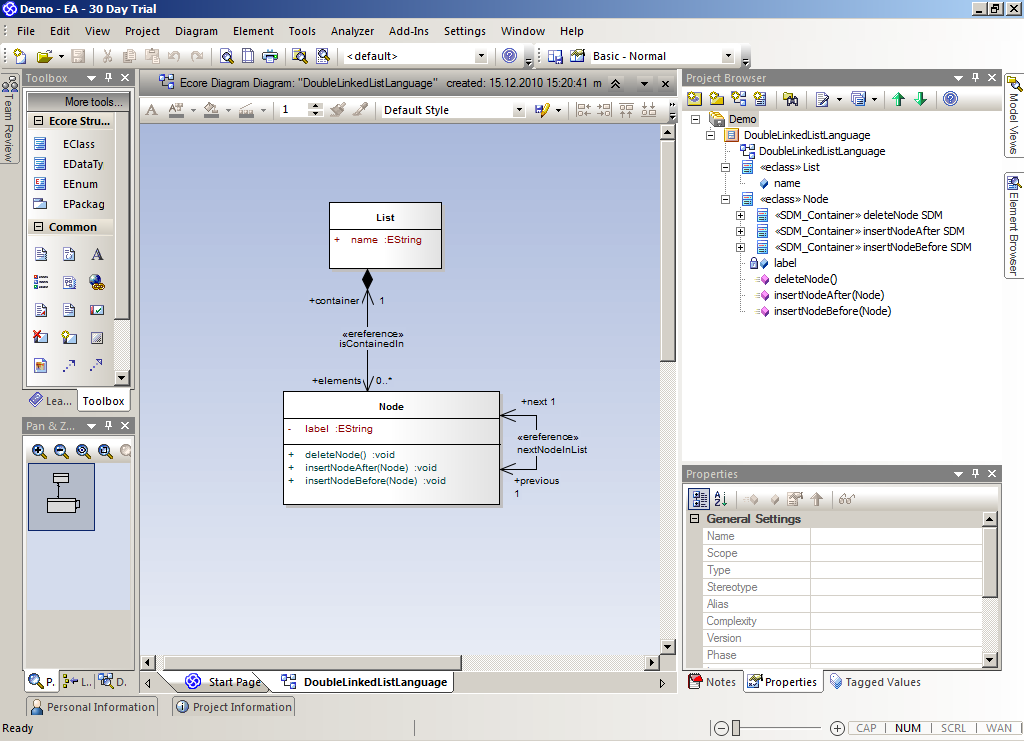 Demo - EA - 30 Day Trial
File Edit View Project Diagram Element Tools Analyzer Add-Ins Settings Window Help
<default>
Basic - Normal
Team Review
Toolbox
More tools...
Ecore Stru...
EClass
EDataTy
EEnum
EPackag
Common
Lea...
Toolbox
Pan & Z...
P.
L..
D.
Ecore Diagram Diagram: "DoubleLinkedListLanguage" created: 15.12.2010 15:20:41 m
1
Default Style
List
+ name :EString
+container
1
«ereference»
isContainedIn
+elements
0..*
Node
- label :EString
+ deleteNode() :void
+ insertNodeAfter(Node) :void
+ insertNodeBefore(Node) :void
+next 1
«ereference»
nextNodeInList
+previous
1
Start Page
DoubleLinkedListLanguage
Project Browser
Demo
DoubleLinkedListLanguage
DoubleLinkedListLanguage
«eclass» List
name
«eclass» Node
«SDM_Container» deleteNode SDM
«SDM_Container» insertNodeAfter SDM
«SDM_Container» insertNodeBefore SDM
label
deleteNode()
insertNodeAfter(Node)
insertNodeBefore(Node)
Model Views
Element Browser
Properties
General Settings
Name
Scope
Type
Stereotype
Alias
Complexity
Version
Phase
Notes
Properties
Tagged Values
Personal Information
Project Information
Ready
CAP NUM SCRL WAN